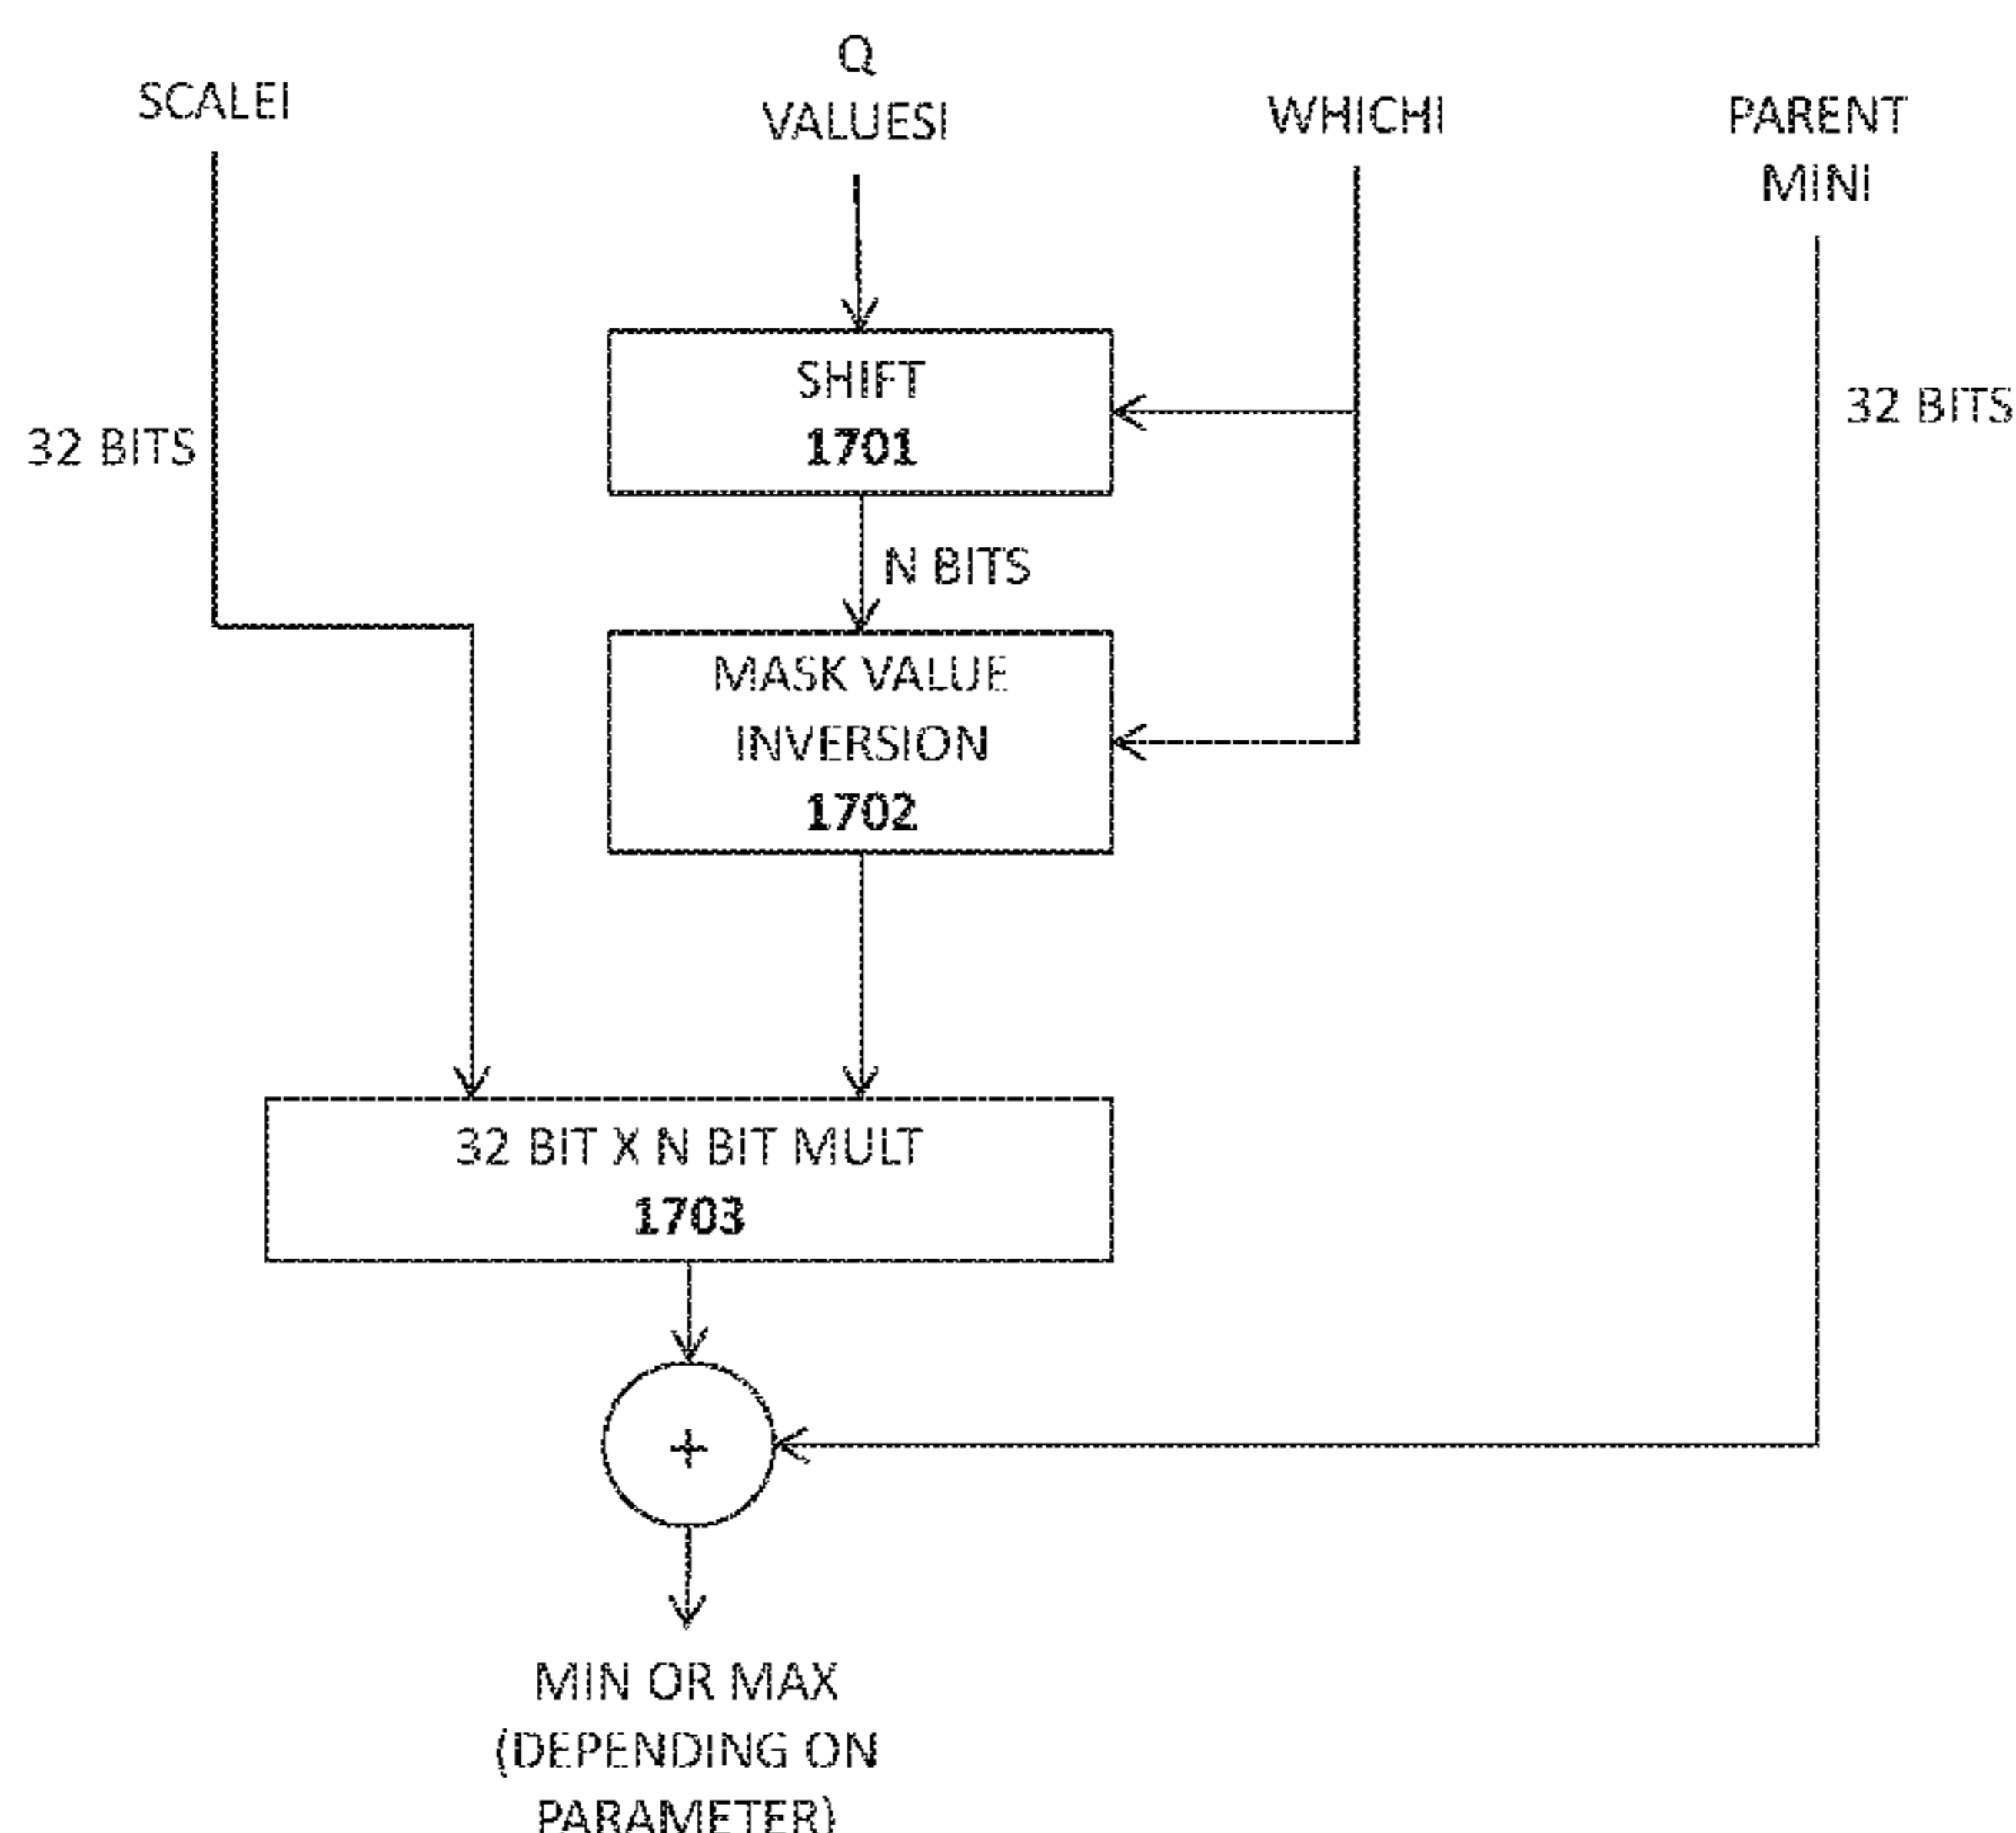 SCALEI
Q
VALUESI
WHICHI
PARENT
MINI
32 BITS
32 BITS
SHIFT
1701
N BITS
MASK VALUE
INVERSION
1702
32 BIT X N BIT MULT
1703
+
MIN OR MAX
(DEPENDING ON
PARAMETER)